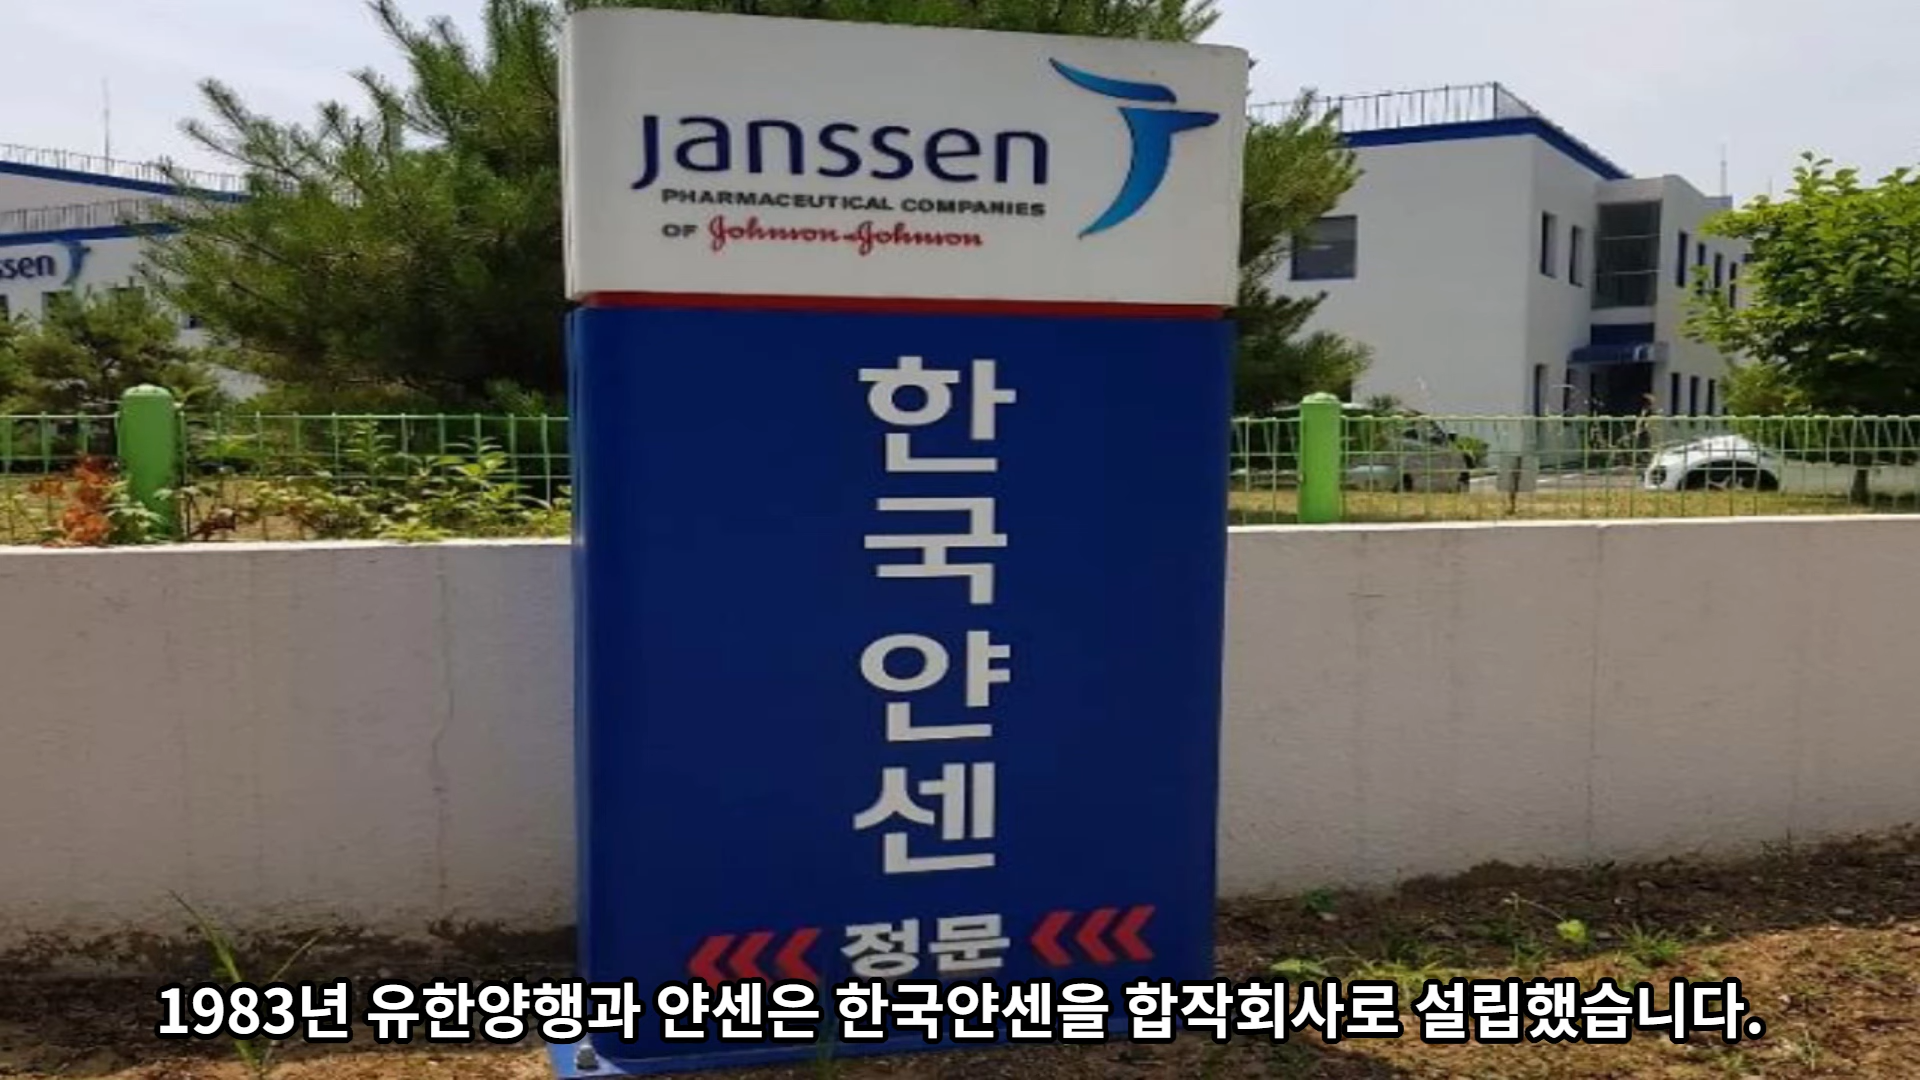 Janssen
PHARMACEUTICAL COMPANIES
OF Johnson & Johnson
한국얀센
정문
ssen
1983년 유한양행과 얀센은 한국얀센을 합작회사로 설립했습니다.